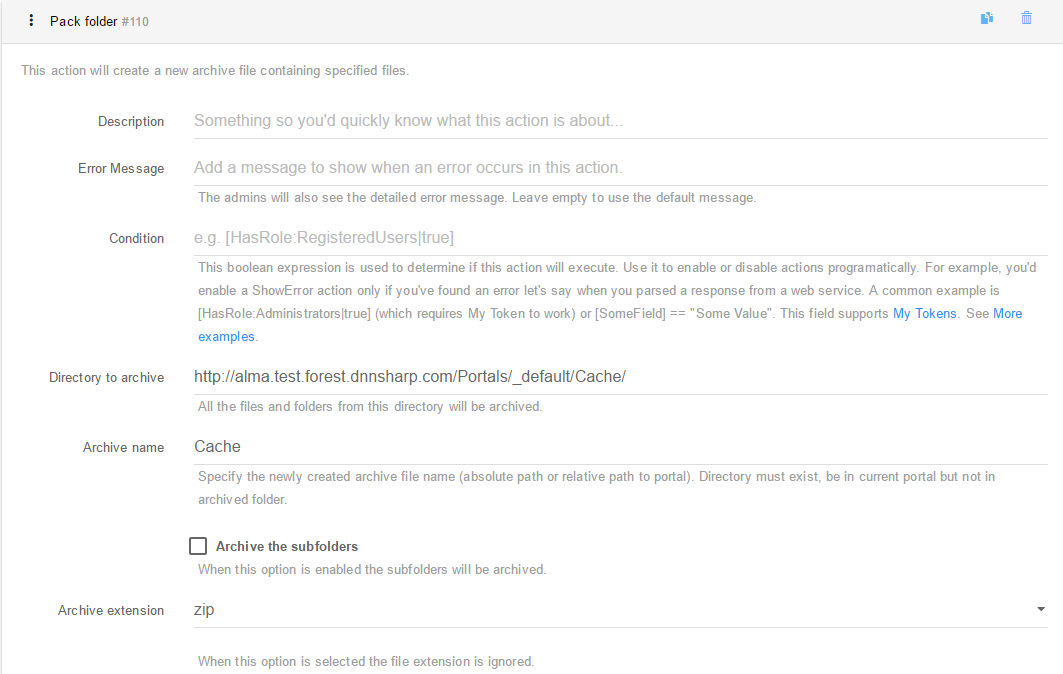 Pack folder #110
This action will create a new archive file containing specified files.
Description
Something so you'd quickly know what this action is about...
Error Message
Add a message to show when an error occurs in this action.
The admins will also see the detailed error message. Leave empty to use the default message.
Condition
e.g. [HasRole:RegisteredUsers|true]
This boolean expression is used to determine if this action will execute. Use it to enable or disable actions programatically. For example, you'd
enable a ShowError action only if you've found an error let's say when you parsed a response from a web service. A common example is
[HasRole:Administrators|true] (which requires My Token to work) or [SomeField] == "Some Value". This field supports My Tokens. See More
examples.
Directory to archive
http://alma.test.forest.dnnsharp.com/Portals/_default/Cache/
All the files and folders from this directory will be archived.
Archive name
Cache
Specify the newly created archive file name (absolute path or relative path to portal). Directory must exist, be in current portal but not in
archived folder.
Archive the subfolders
When this option is enabled the subfolders will be archived.
Archive extension
zip
When this option is selected the file extension is ignored.